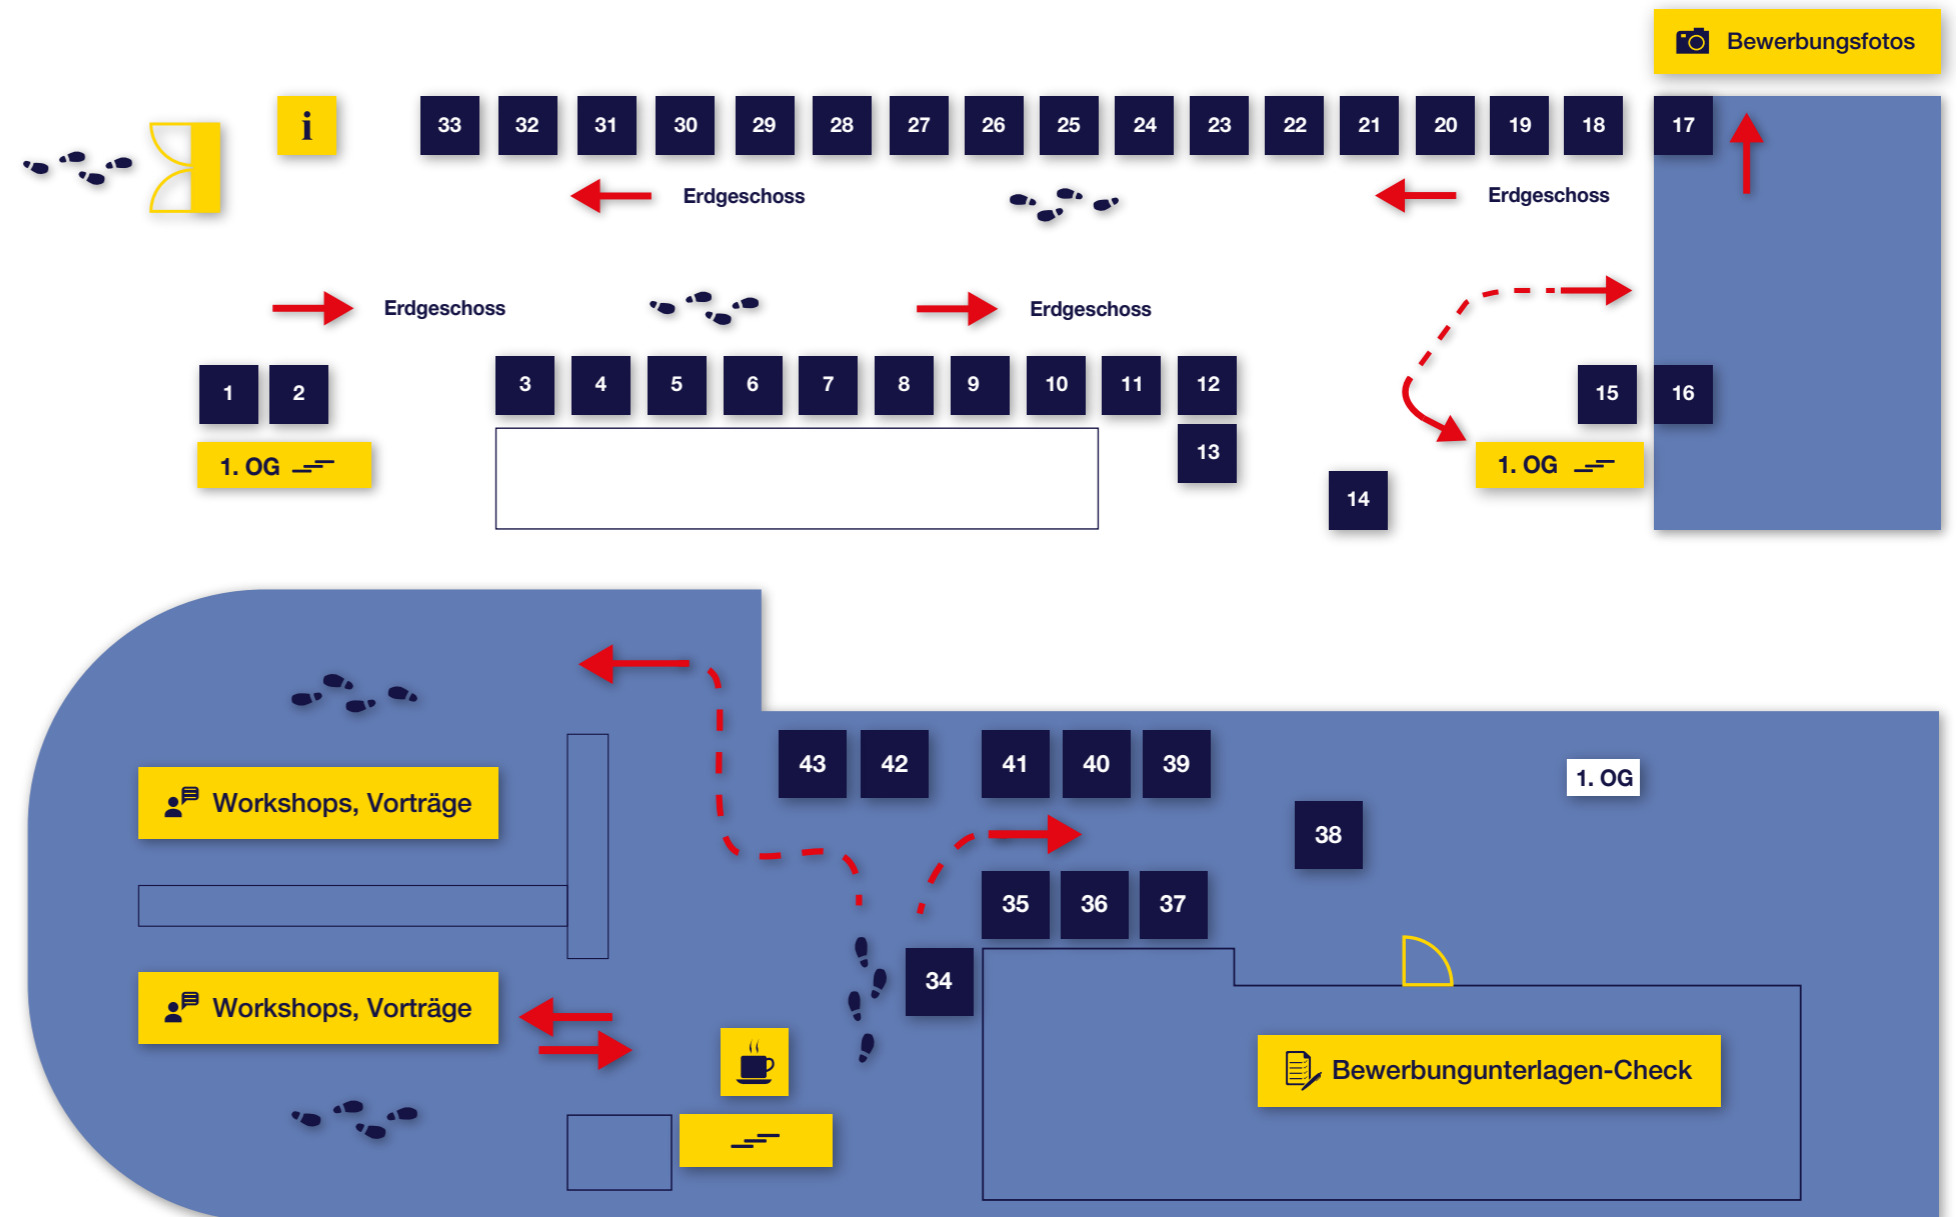 Bewerbungsfotos
i
33 32 31 30 29 28 27 26 25 24 23 22 21 20 19 18 17
Erdgeschoss Erdgeschoss
Erdgeschoss Erdgeschoss
1 2 3 4 5 6 7 8 9 10 11 12 15 16
13
1. OG 1. OG
14
43 42 41 40 39 1. OG
Workshops, Vorträge
38
35 36 37
34
Workshops, Vorträge
Bewerbungunterlagen-Check